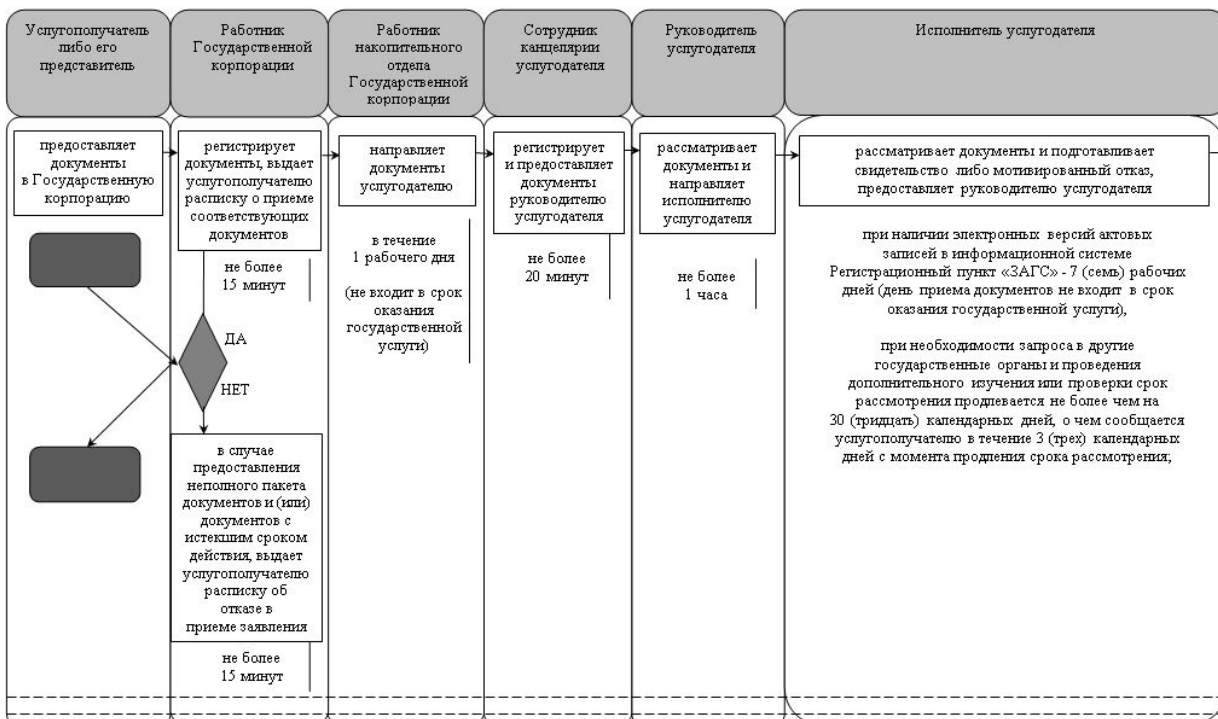 Услугополучатель
либо его
представитель
Работник
Государственной
корпорации
Работник
накопительного
отдела
Государственной
корпорации
Сотрудник
канцелярии
услугодателя
Руководитель
услугодателя
Исполнитель услугодателя
предоставляет
документы
в Государственную
корпорацию
регистрирует
документы, выдает
услугополучателю
расписку о приеме
соответствующих
документов
не более
15 минут
ДА
НЕТ
в случае
предоставления
неполного пакета
документов и (или)
документов с
истекшим сроком
действия, выдает
услугополучателю
расписку об
отказе в
приеме заявления
не более
15 минут
направляет
документы
услугодателю
в течение
1 рабочего дня
(не входит в срок
оказания
государственной
услуги)
регистрирует
и предоставляет
документы
руководителю
услугодателя
не более
20 минут
рассматривает
документы и
направляет
исполнителю
услугодателя
не более
1 часа
рассматривает документы и подготавливает
свидетельство либо мотивированный отказ,
предоставляет руководителю услугодателя
при наличии электронных версий актовых
записей в информационной системе
Регистрационный пункт «ЗАГС» - 7 (семь) рабочих
дней (день приема документов не входит в срок
оказания государственной услуги),
при необходимости запроса в другие
государственные органы и проведения
дополнительного изучения или проверки срок
рассмотрения продлевается не более чем на
30 (тридцать) календарных дней, о чем сообщается
услугополучателю в течение 3 (трех) календарных
дней с момента продления срока рассмотрения;